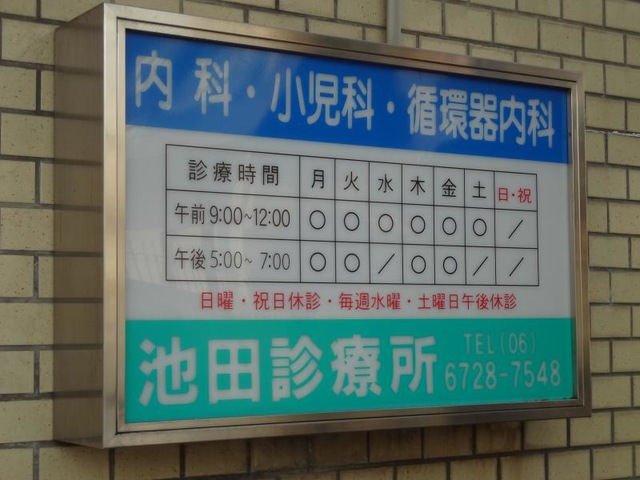 内科・小児科・循環器内科
診療時間 月 火 水 木 金 土 日・祝
午前 9:00~12:00 ○ ○ ○ ○ ○ ○ ／
午後 5:00~ 7:00 ○ ○ ／ ○ ○ ／ ／
日曜・祝日休診・毎週水曜・土曜日午後休診
池田診療所
TEL(06)
6728-7548